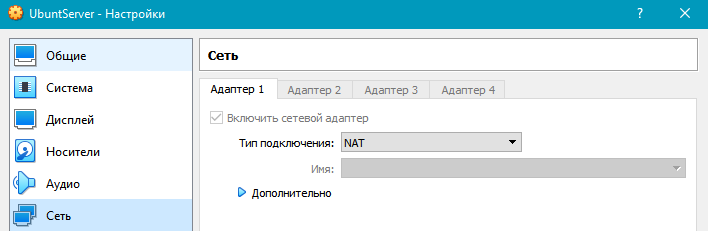 UbuntServer - Настройки
?
Общие
Система
Дисплей
Носители
Аудио
Сеть
Сеть
Адаптер 1 Адаптер 2 Адаптер 3 Адаптер 4
Включить сетевой адаптер
Тип подключения: NAT
Имя:
Дополнительно